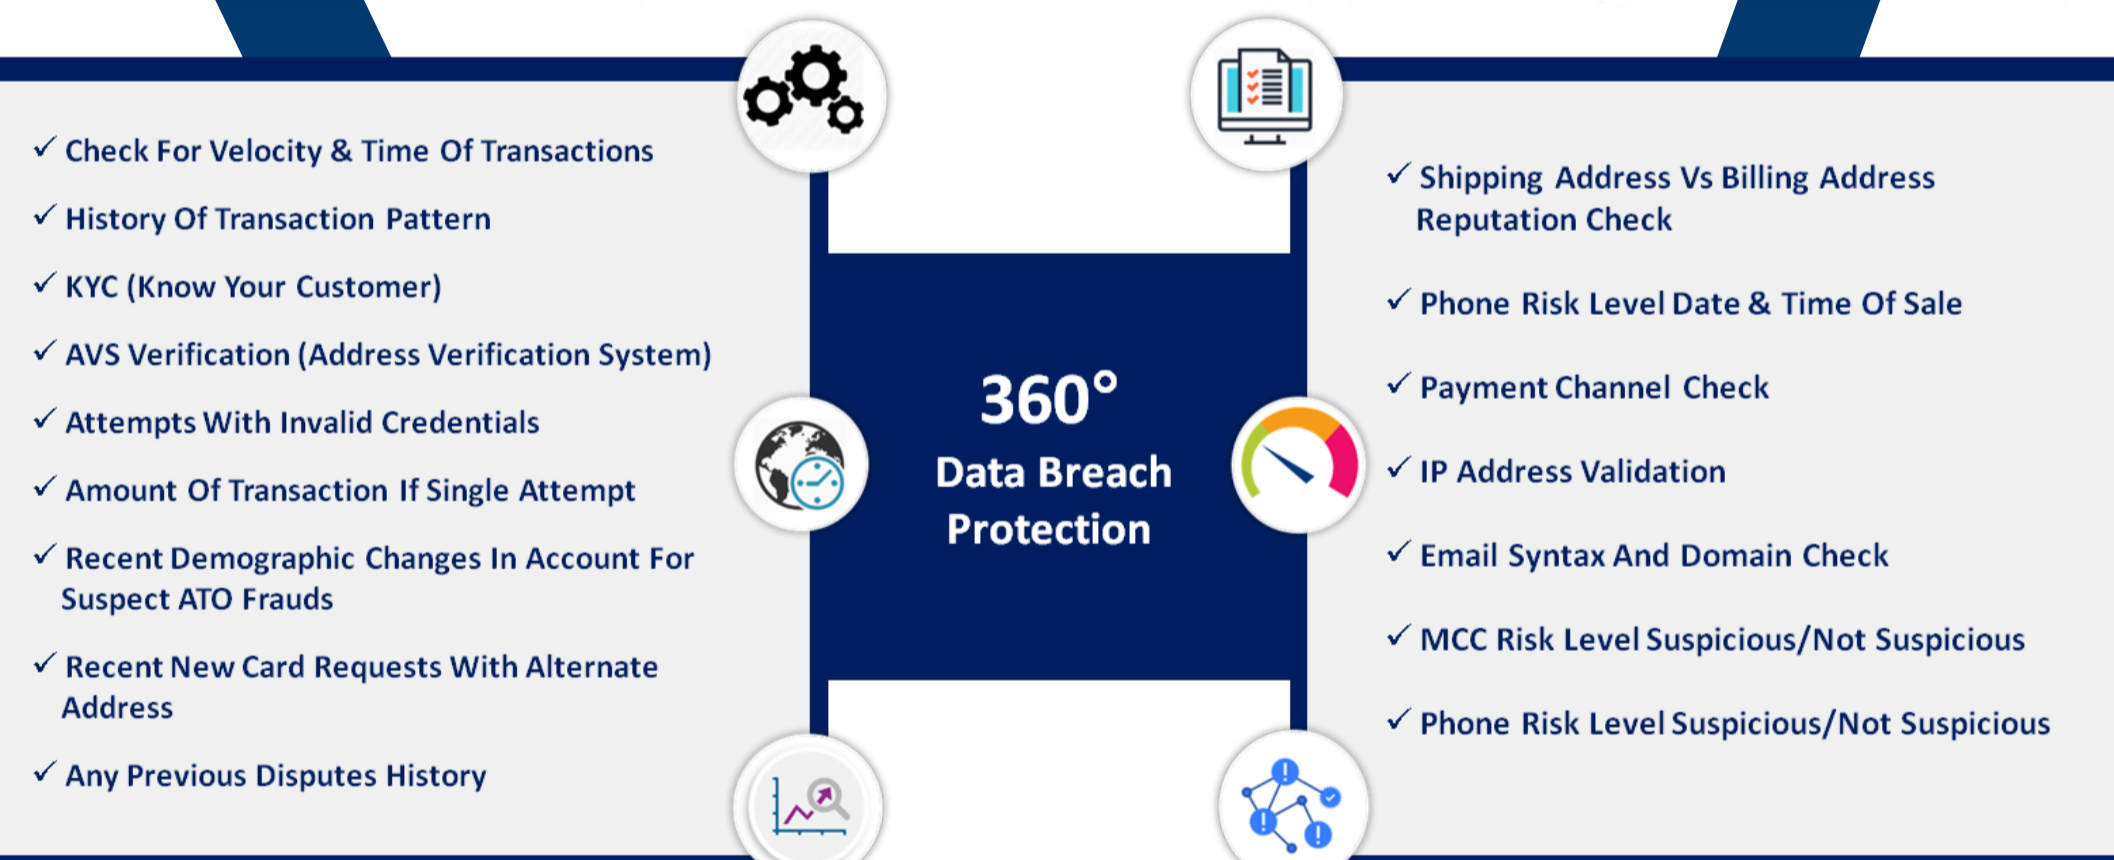 ✓ Check For Velocity & Time Of Transactions
✓ History Of Transaction Pattern
✓ KYC (Know Your Customer)
✓ AVS Verification (Address Verification System)
✓ Attempts With Invalid Credentials
✓ Amount Of Transaction If Single Attempt
✓ Recent Demographic Changes In Account For
Suspect ATO Frauds
✓ Recent New Card Requests With Alternate
Address
✓ Any Previous Disputes History
360°
Data Breach
Protection
✓ Shipping Address Vs Billing Address
Reputation Check
✓ Phone Risk Level Date & Time Of Sale
✓ Payment Channel Check
✓ IP Address Validation
✓ Email Syntax And Domain Check
✓ MCC Risk Level Suspicious/Not Suspicious
✓ Phone Risk Level Suspicious/Not Suspicious